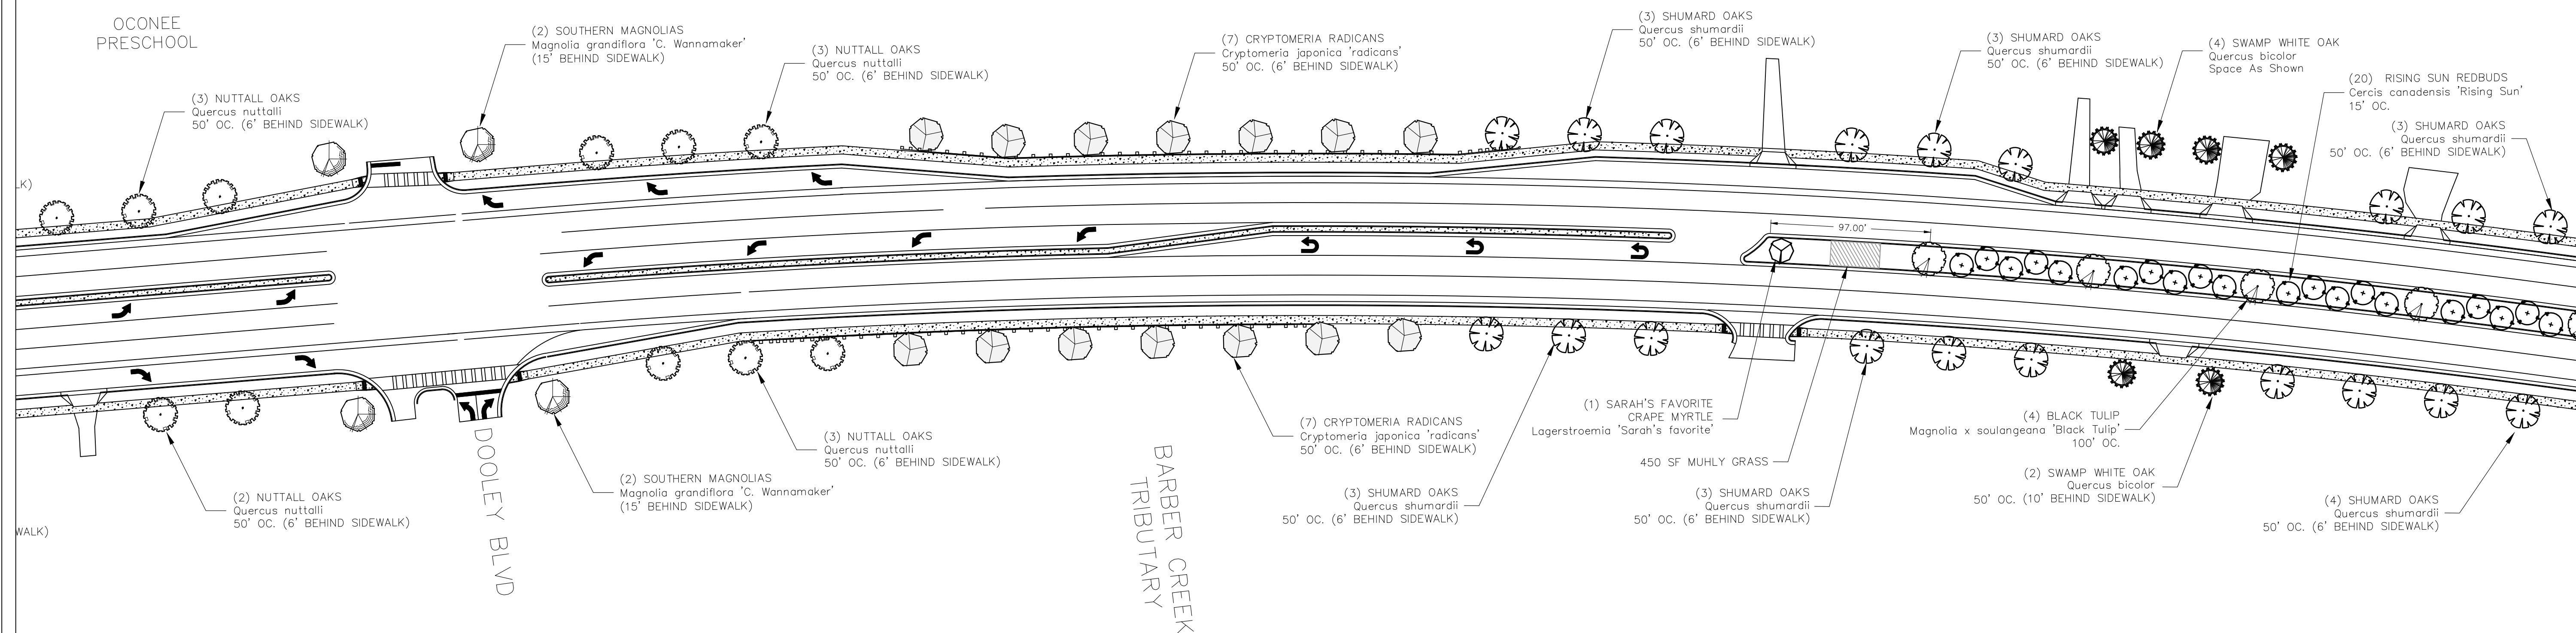 OCONEE
PRESCHOOL
(2) SOUTHERN MAGNOLIAS
Magnolia grandiflora 'C. Wannamaker'
(15' BEHIND SIDEWALK)
(3) NUTTALL OAKS
Quercus nuttalli
50' OC. (6' BEHIND SIDEWALK)
(3) NUTTALL OAKS
Quercus nuttalli
50' OC. (6' BEHIND SIDEWALK)
(7) CRYPTOMERIA RADICANS
Cryptomeria japonica 'radicans'
50' OC. (6' BEHIND SIDEWALK)
(3) SHUMARD OAKS
Quercus shumardii
50' OC. (6' BEHIND SIDEWALK)
(3) SHUMARD OAKS
Quercus shumardii
50' OC. (6' BEHIND SIDEWALK)
(4) SWAMP WHITE OAK
Quercus bicolor
Space As Shown
(20) RISING SUN REDBUDS
Cercis canadensis 'Rising Sun'
15' OC.
(3) SHUMARD OAKS
Quercus shumardii
50' OC. (6' BEHIND SIDEWALK)
LK)
97.00'
(2) NUTTALL OAKS
Quercus nuttalli
50' OC. (6' BEHIND SIDEWALK)
WALK)
DOOLEY BLVD
(2) SOUTHERN MAGNOLIAS
Magnolia grandiflora 'C. Wannamaker'
(15' BEHIND SIDEWALK)
(3) NUTTALL OAKS
Quercus nuttalli
50' OC. (6' BEHIND SIDEWALK)
BARBER CREEK
TRIBUTARY
(7) CRYPTOMERIA RADICANS
Cryptomeria japonica 'radicans'
50' OC. (6' BEHIND SIDEWALK)
(3) SHUMARD OAKS
Quercus shumardii
50' OC. (6' BEHIND SIDEWALK)
(1) SARAH'S FAVORITE
CRAPE MYRTLE
Lagerstroemia 'Sarah's favorite'
450 SF MUHLY GRASS
(3) SHUMARD OAKS
Quercus shumardii
50' OC. (6' BEHIND SIDEWALK)
(4) BLACK TULIP
Magnolia x soulangeana 'Black Tulip'
100' OC.
(2) SWAMP WHITE OAK
Quercus bicolor
50' OC. (10' BEHIND SIDEWALK)
(4) SHUMARD OAKS
Quercus shumardii
50' OC. (6' BEHIND SIDEWALK)